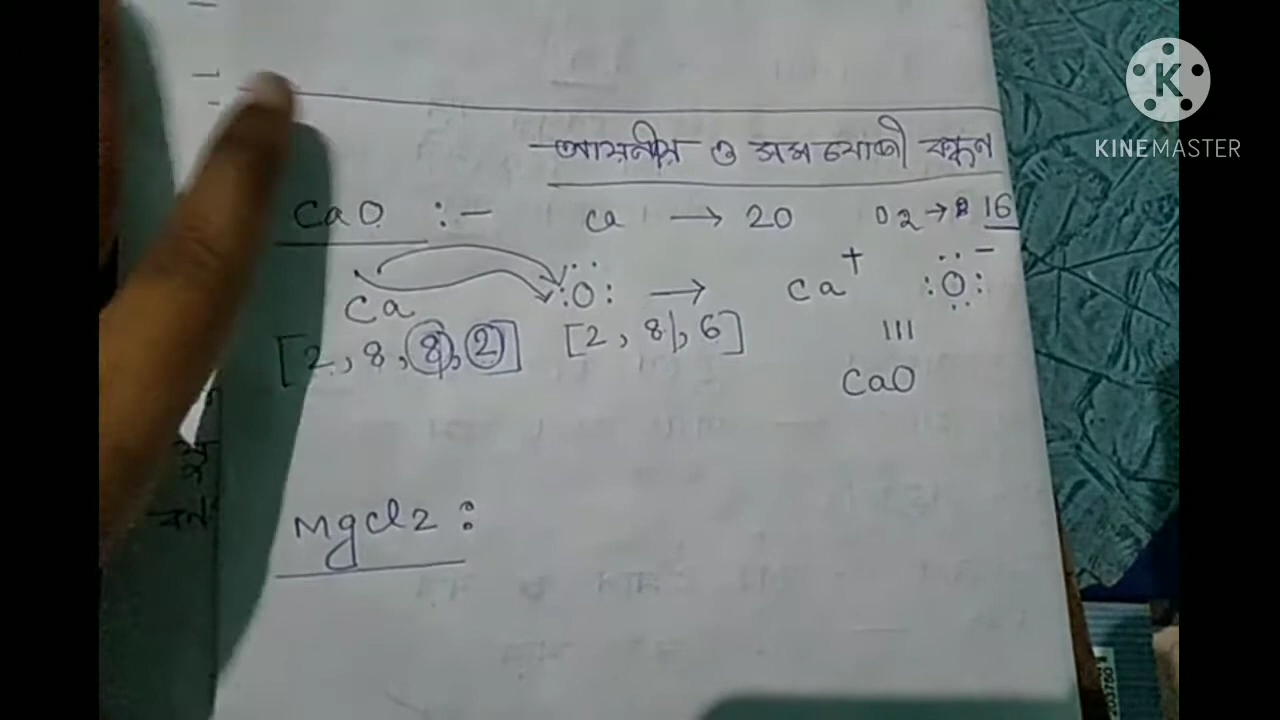 আয়নীয় ও সমযোজী বন্ধন
CaO :- Ca → 20 O2 → 16
Ca :O: → Ca+ :O:-
[2, 8, 8, 2] [2, 8, 6]
CaO
MgCl2 :
K
KINEMASTER